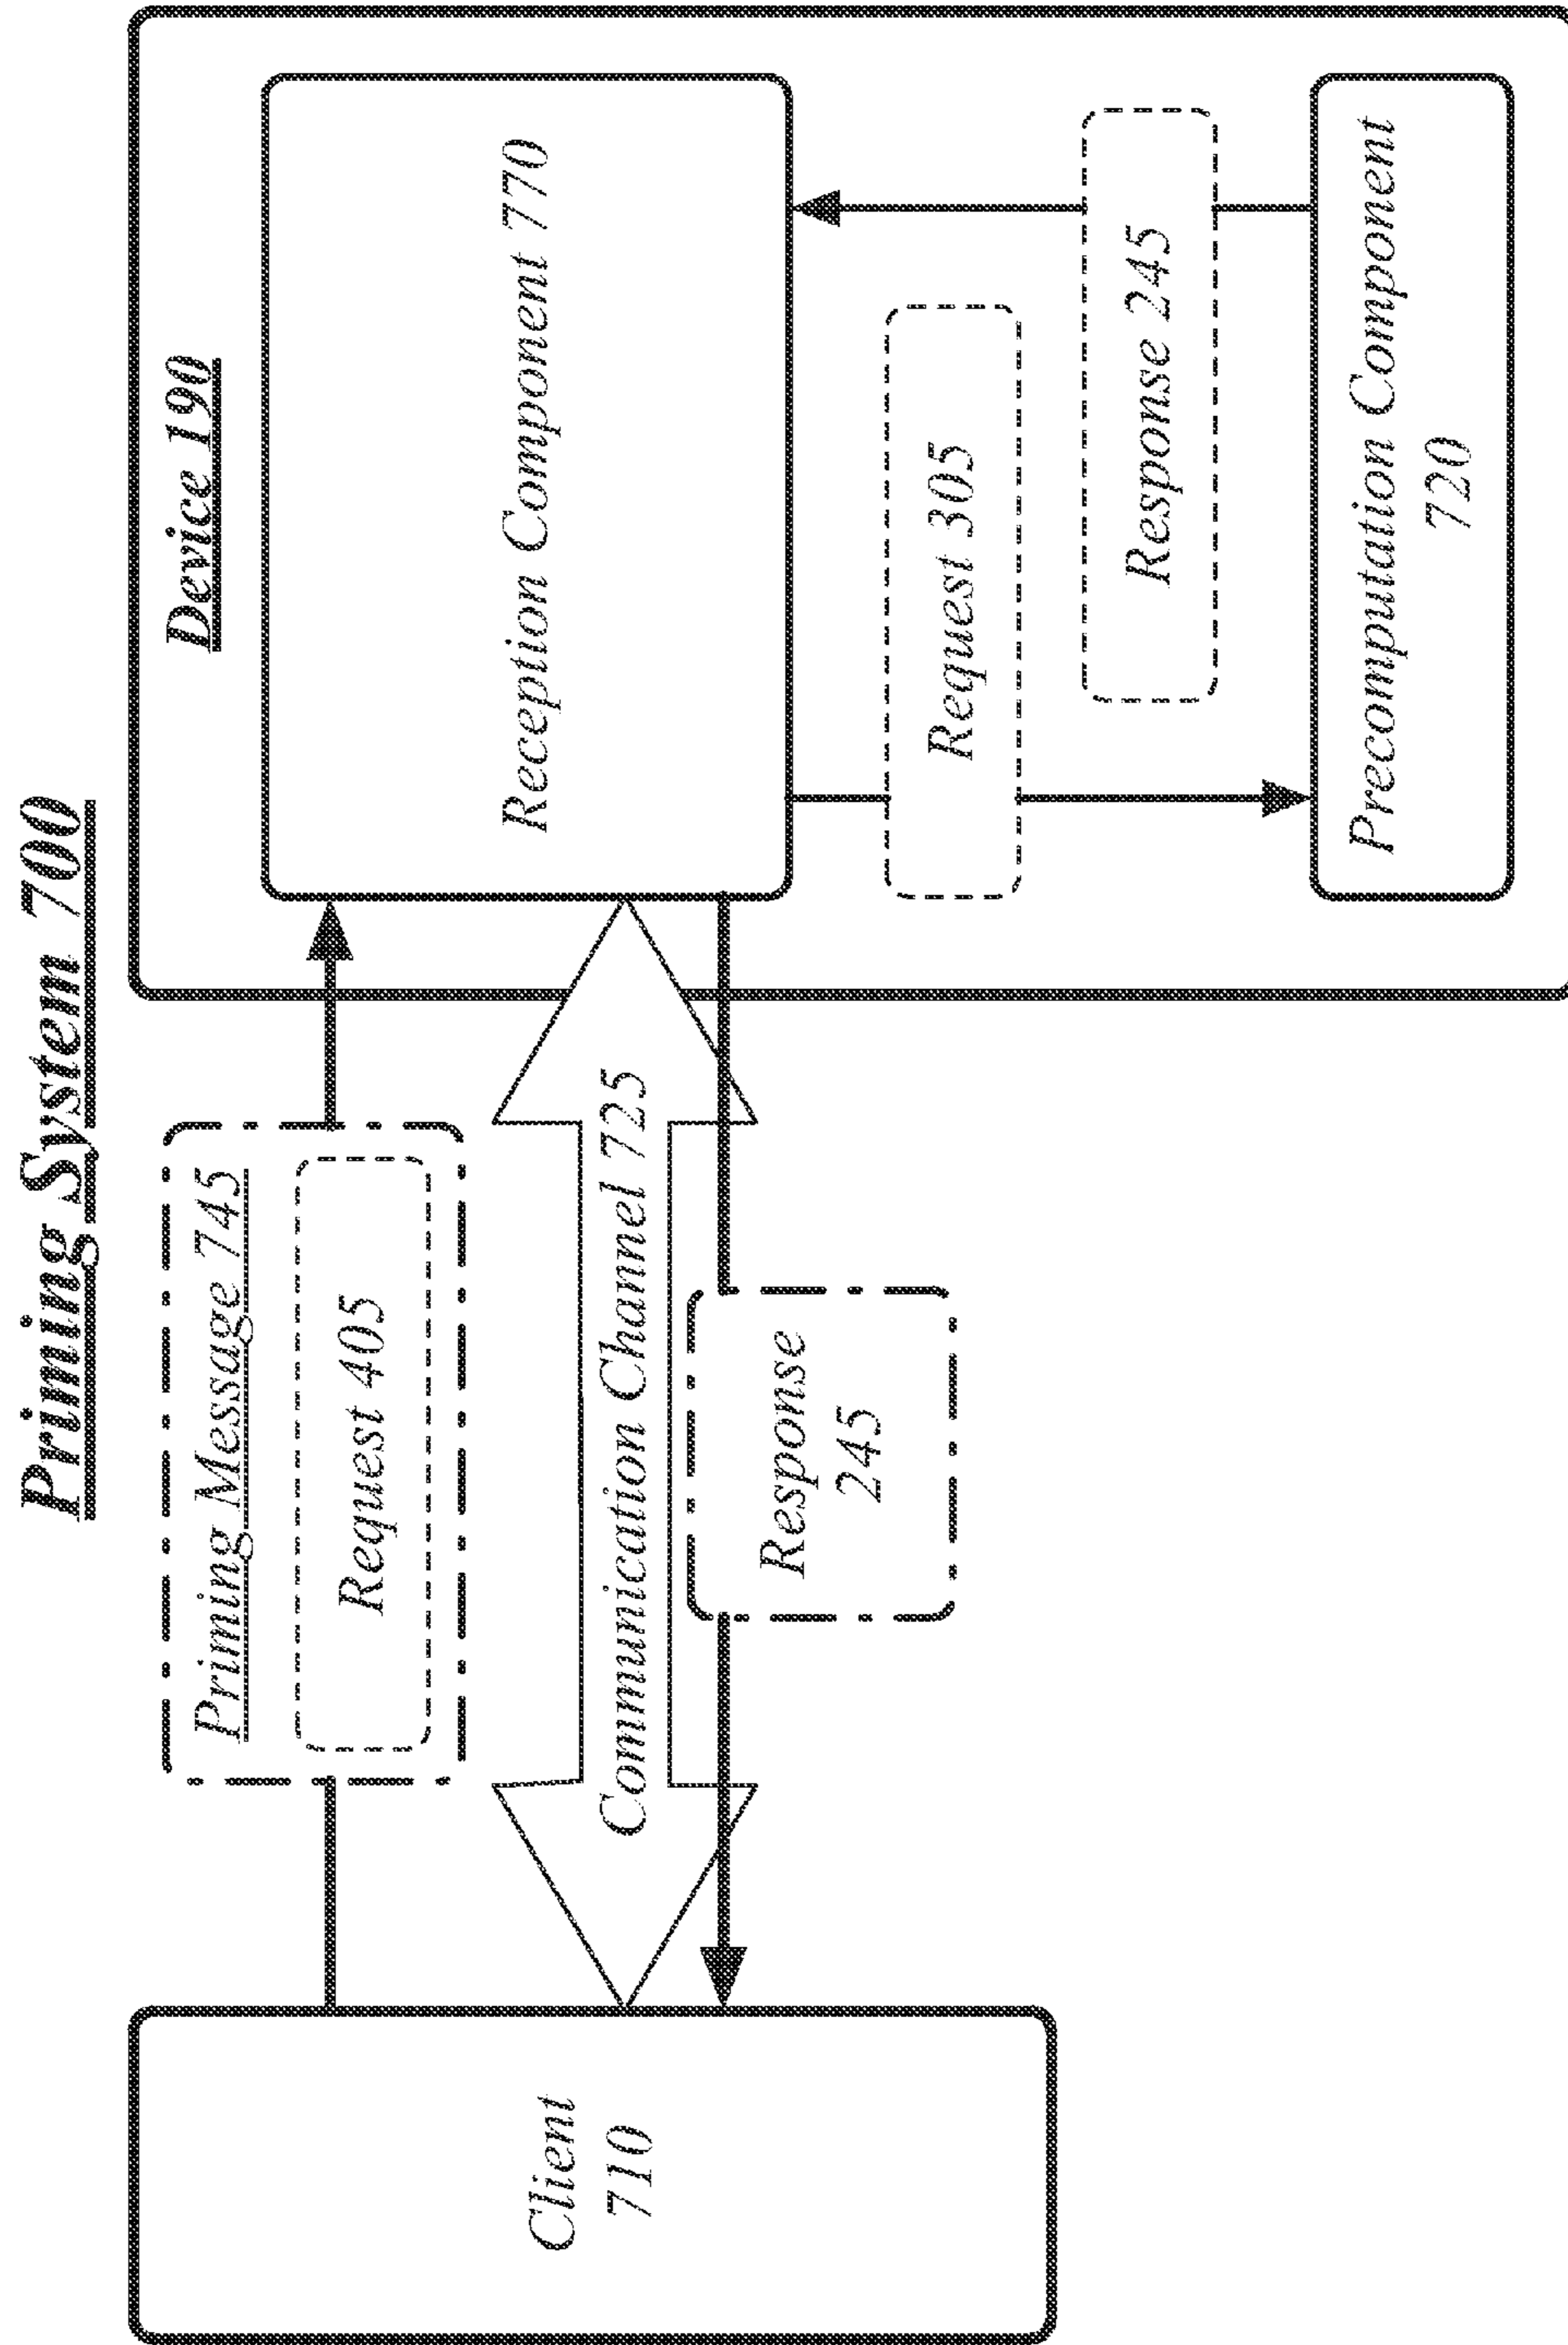 Priming System 700
Client
710
Priming Message 745
Request 405
Communication Channel 725
Response
245
Device 190
Reception Component 770
Request 305
Response 245
Precomputation Component
720